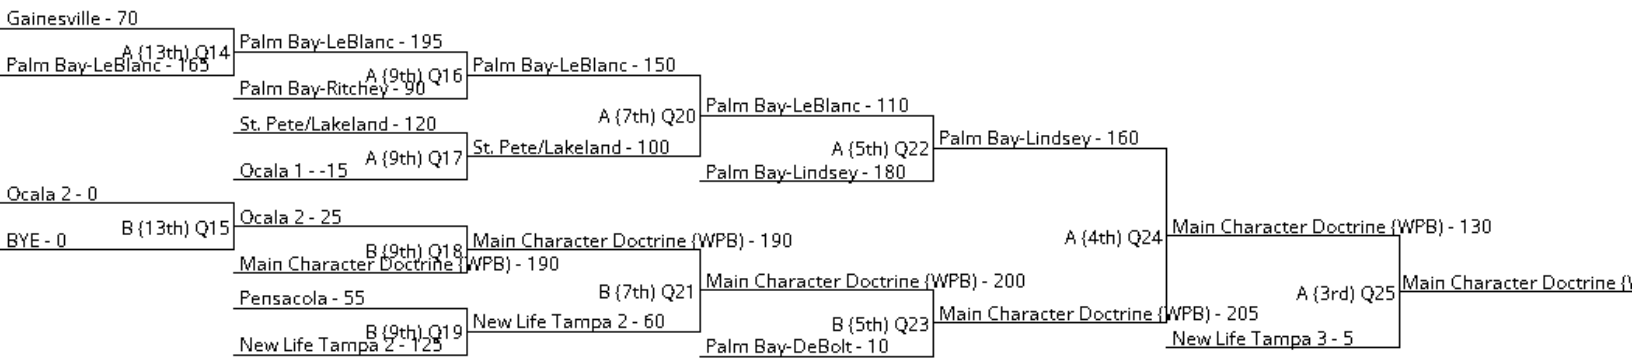 Gainesville - 70
A (13th) Q14
Palm Bay-LeBlanc - 165
Palm Bay-LeBlanc - 195
A (9th) Q16
Palm Bay-Ritchey - 90
Palm Bay-LeBlanc - 150
St. Pete/Lakeland - 120
A (9th) Q17
Ocala 1 - -15
A (7th) Q20
St. Pete/Lakeland - 100
Palm Bay-LeBlanc - 110
A (5th) Q22
Palm Bay-Lindsey - 180
Palm Bay-Lindsey - 160
Ocala 2 - 0
B (13th) Q15
BYE - 0
Ocala 2 - 25
B (9th) Q18
Main Character Doctrine (WPB) - 190
Main Character Doctrine (WPB) - 190
Pensacola - 55
B (9th) Q19
New Life Tampa 2 - 125
B (7th) Q21
New Life Tampa 2 - 60
Main Character Doctrine (WPB) - 200
B (5th) Q23
Palm Bay-DeBolt - 10
Main Character Doctrine (WPB) - 205
A (4th) Q24
Main Character Doctrine (WPB) - 130
A (3rd) Q25
New Life Tampa 3 - 5
Main Character Doctrine